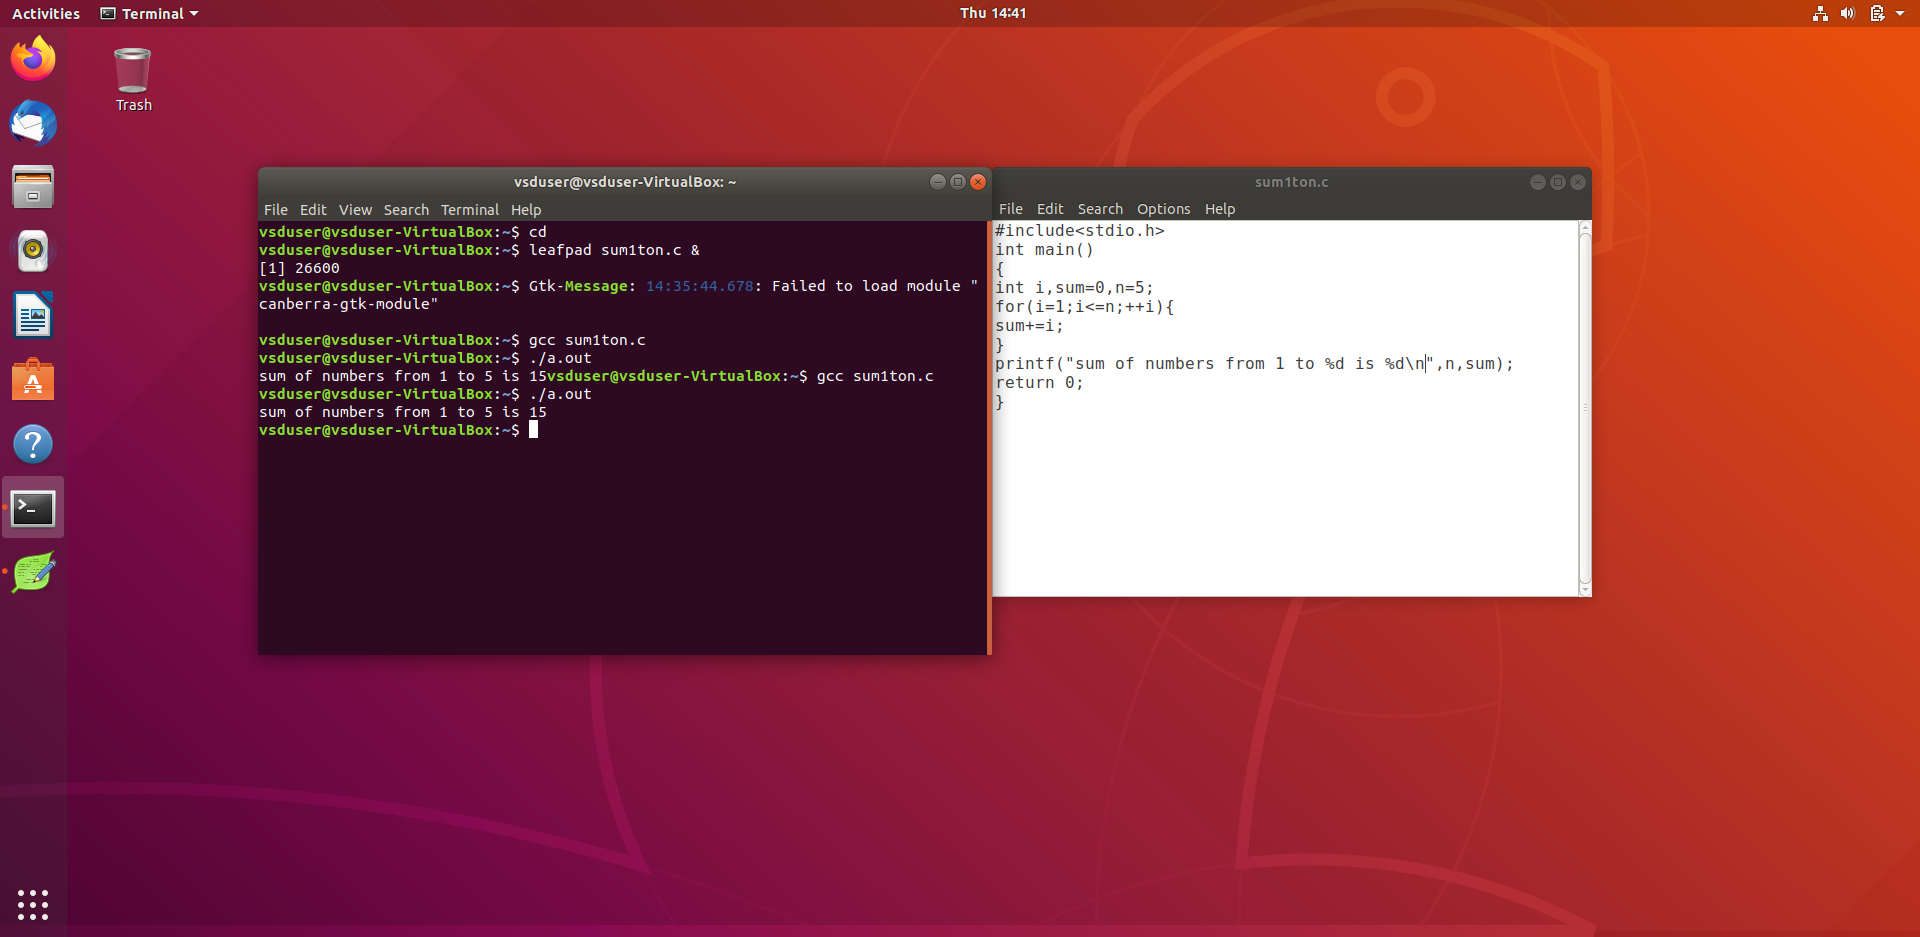 Activities
Terminal
Thu 14:41
Trash
vsduser@vsduser-VirtualBox: ~
File Edit View Search Terminal Help
vsduser@vsduser-VirtualBox:~$ cd
vsduser@vsduser-VirtualBox:~$ leafpad sum1ton.c &
[1] 26600
vsduser@vsduser-VirtualBox:~$ Gtk-Message: 14:35:44.678: Failed to load module "
canberra-gtk-module"
vsduser@vsduser-VirtualBox:~$ gcc sum1ton.c
vsduser@vsduser-VirtualBox:~$ ./a.out
sum of numbers from 1 to 5 is 15vsduser@vsduser-VirtualBox:~$ gcc sum1ton.c
vsduser@vsduser-VirtualBox:~$ ./a.out
sum of numbers from 1 to 5 is 15
vsduser@vsduser-VirtualBox:~$
sum1ton.c
File Edit Search Options Help
#include<stdio.h>
int main()
{
int i,sum=0,n=5;
for(i=1;i<=n;++i){
sum+=i;
}
printf("sum of numbers from 1 to %d is %d\n",n,sum);
return 0;
}